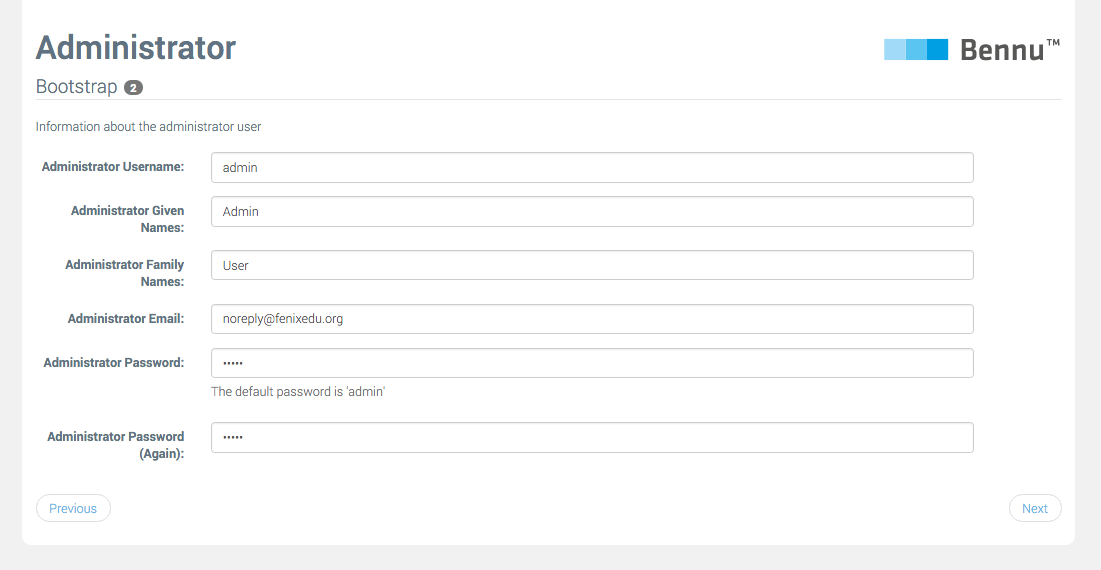 Administrator
Bennu™
Bootstrap 2
Information about the administrator user
Administrator Username:
admin
Administrator Given
Names:
Admin
Administrator Family
Names:
User
Administrator Email:
noreply@fenixedu.org
Administrator Password:
•••••
The default password is 'admin'
Administrator Password
(Again):
•••••
Previous
Next